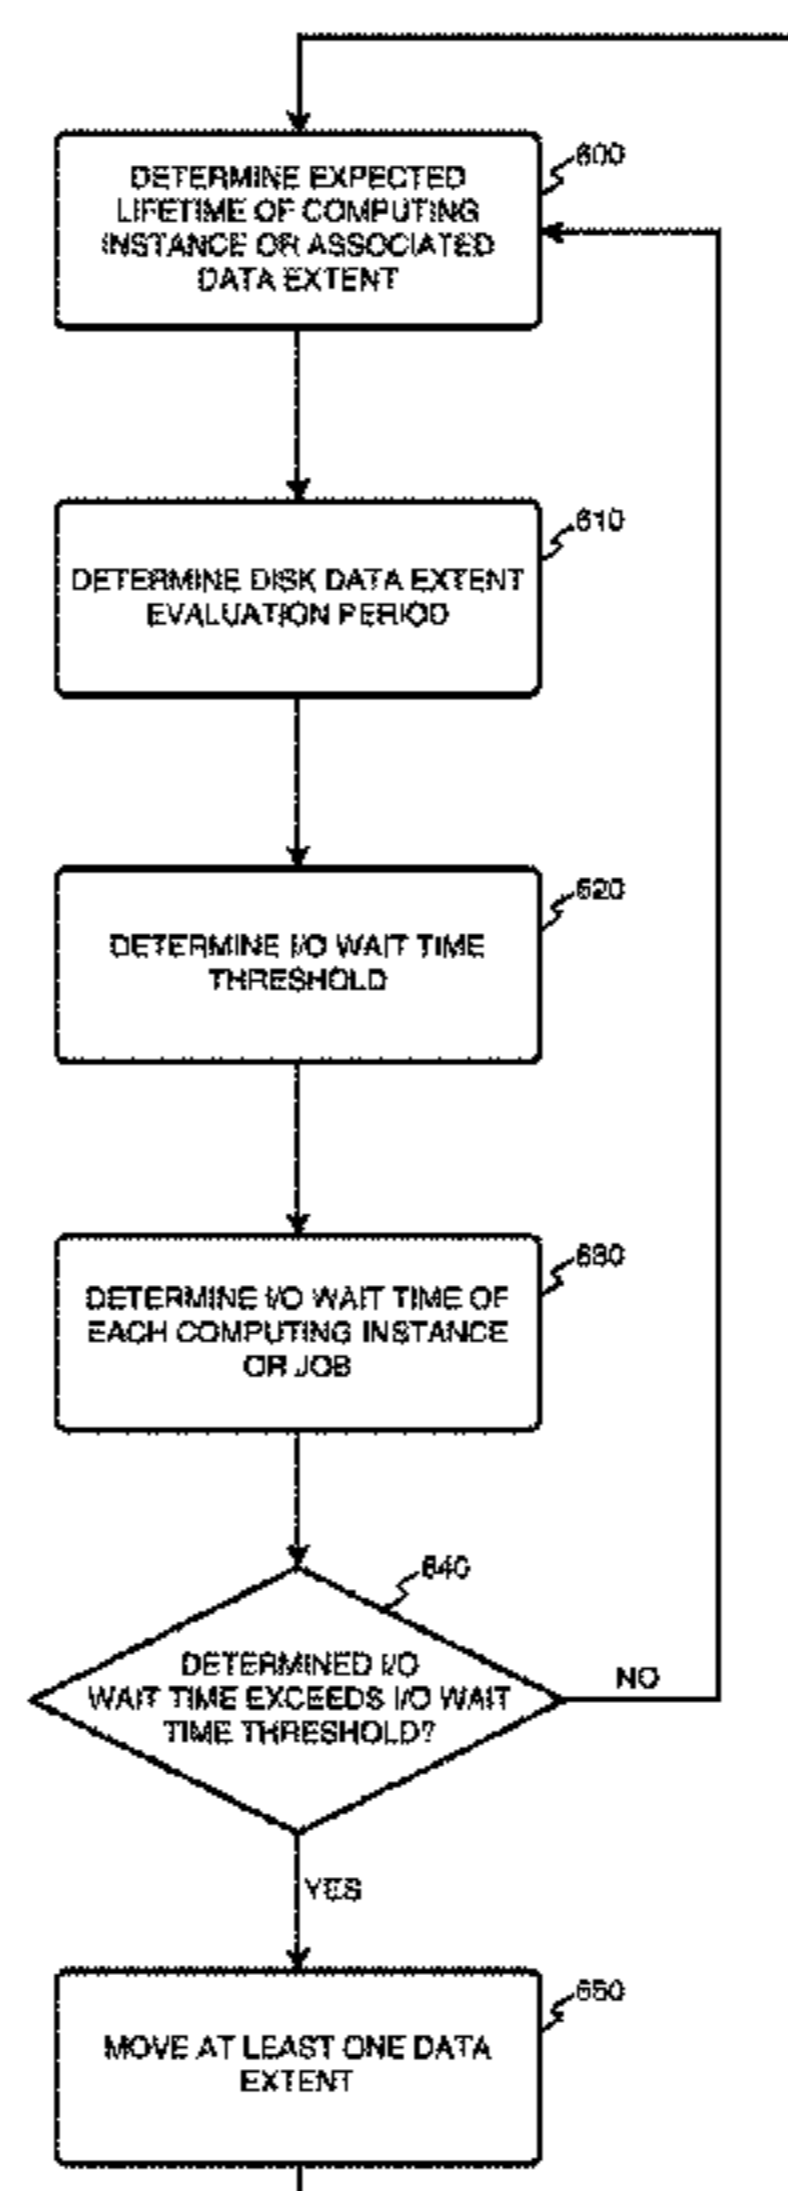 600
DETERMINE EXPECTED
LIFETIME OF COMPUTING
INSTANCE OR ASSOCIATED
DATA EXTENT
610
DETERMINE DISK DATA EXTENT
EVALUATION PERIOD
620
DETERMINE I/O WAIT TIME
THRESHOLD
630
DETERMINE I/O WAIT TIME OF
EACH COMPUTING INSTANCE
OR JOB
640
DETERMINED I/O
WAIT TIME EXCEEDS I/O WAIT
TIME THRESHOLD?
NO
YES
650
MOVE AT LEAST ONE DATA
EXTENT